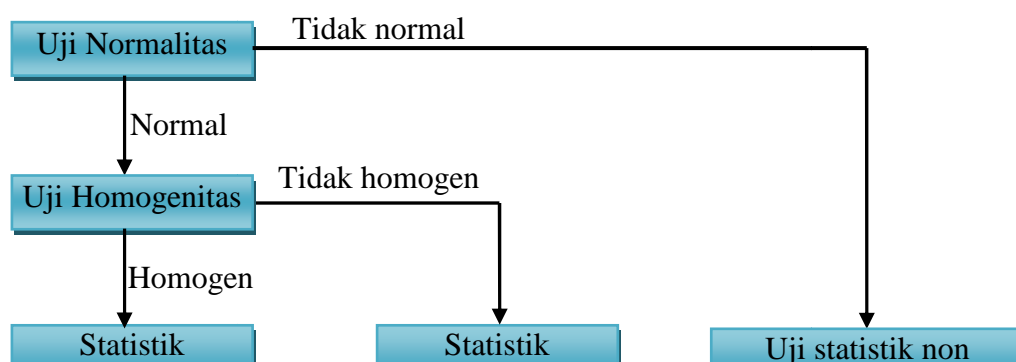 Uji Normalitas
Tidak normal
Normal
Uji Homogenitas
Tidak homogen
Homogen
Statistik
Statistik
Uji statistik non